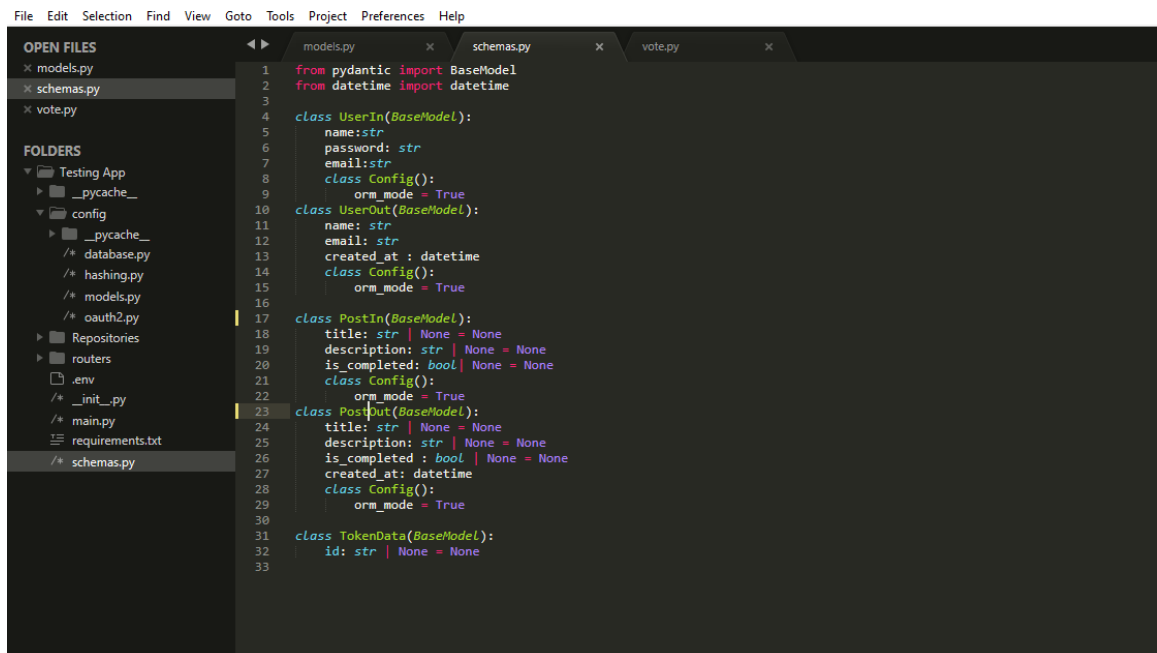 File Edit Selection Find View Goto Tools Project Preferences Help
OPEN FILES
models.py
schemas.py
vote.py
FOLDERS
Testing App
_pycache_
config
__pycache__
/* database.py
/* hashing.py
/* models.py
/* oauth2.py
Repositories
routers
.env
/* __init__.py
/* main.py
requirements.txt
/* schemas.py
models.py × schemas.py × vote.py ×
1 from pydantic import BaseModel
2 from datetime import datetime
3
4 class UserIn(BaseModel):
5     name:str
6     password: str
7     email:str
8     class Config():
9         orm_mode = True
10 class UserOut(BaseModel):
11     name: str
12     email: str
13     created_at : datetime
14     class Config():
15         orm_mode = True
16
17 class PostIn(BaseModel):
18     title: str | None = None
19     description: str | None = None
20     is_completed: bool| None = None
21     class Config():
22         orm_mode = True
23 class PostOut(BaseModel):
24     title: str | None = None
25     description: str | None = None
26     is_completed : bool | None = None
27     created_at: datetime
28     class Config():
29         orm_mode = True
30
31 class TokenData(BaseModel):
32     id: str | None = None
33